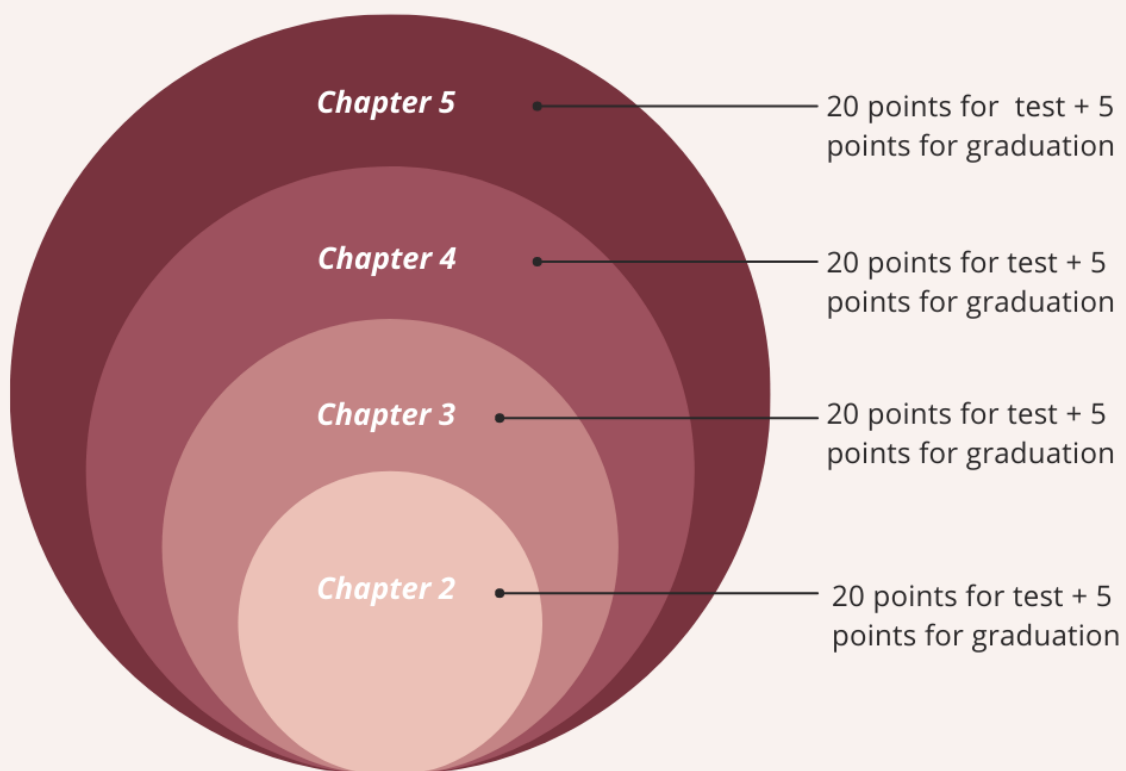 Chapter 5
20 points for  test + 5
points for graduation
Chapter 4
20 points for test + 5
points for graduation
Chapter 3
20 points for test + 5
points for graduation
Chapter 2
20 points for test + 5
points for graduation